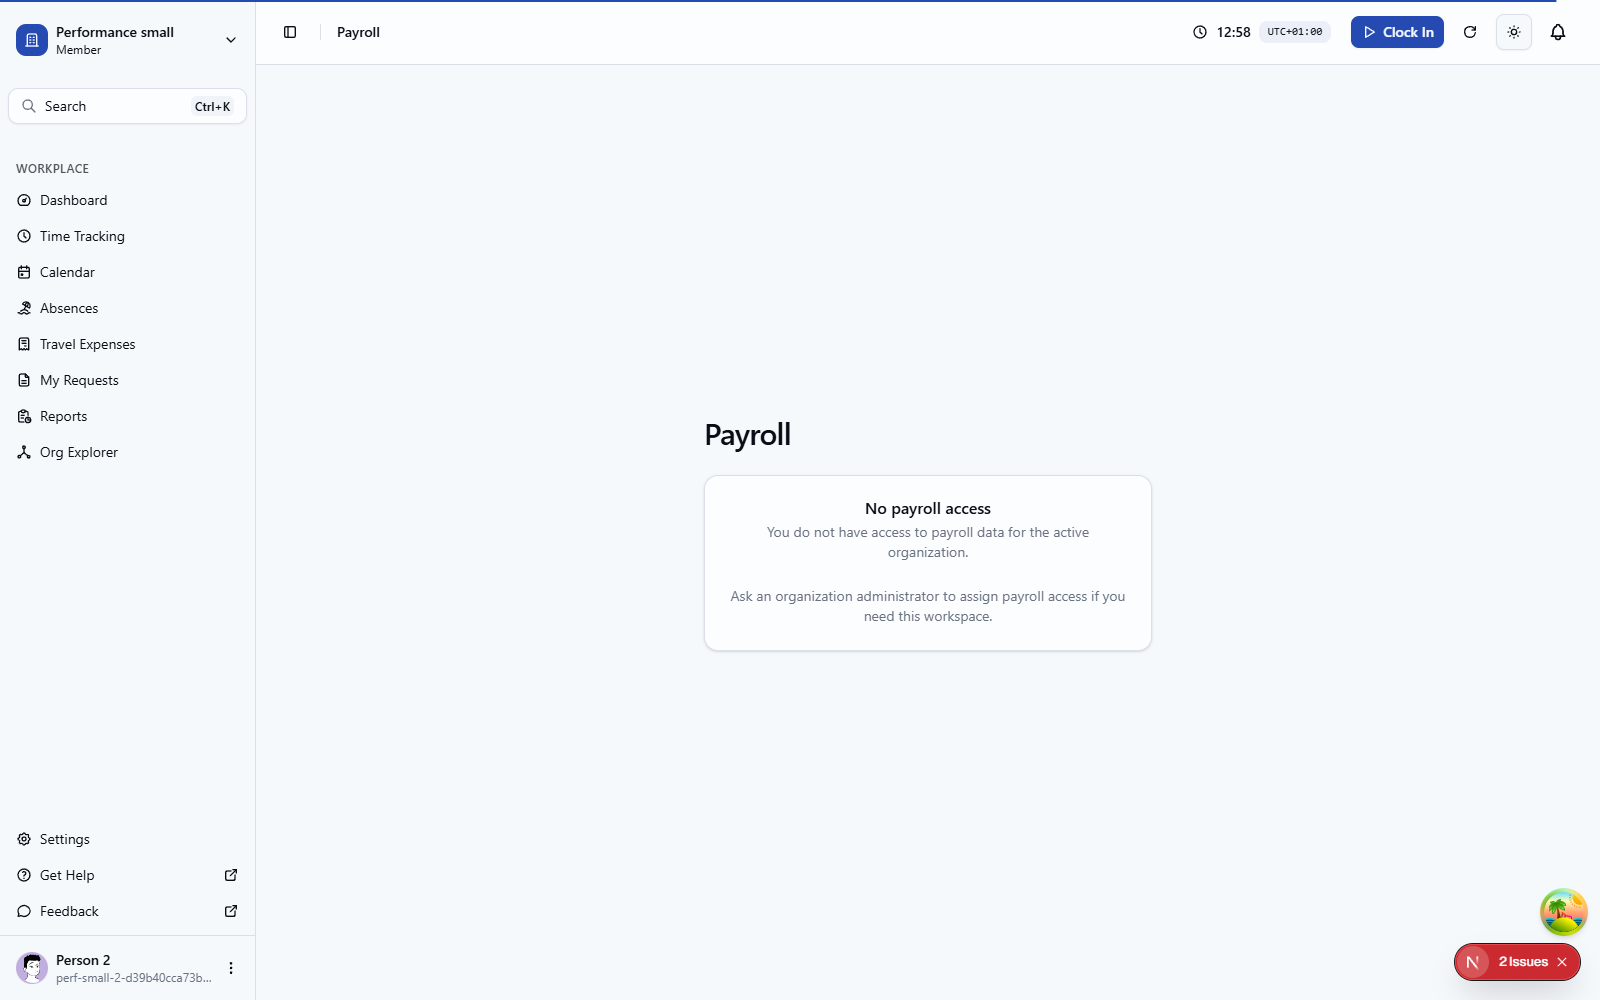 Performance small
Member
Search
Ctrl+K
WORKPLACE
Dashboard
Time Tracking
Calendar
Absences
Travel Expenses
My Requests
Reports
Org Explorer
Settings
Get Help
Feedback
Person 2
perf-small-2-d39b40cca73b...
Payroll
12:58
UTC+01:00
Clock In
Payroll
No payroll access
You do not have access to payroll data for the active
organization.
Ask an organization administrator to assign payroll access if you
need this workspace.
N
2 Issues